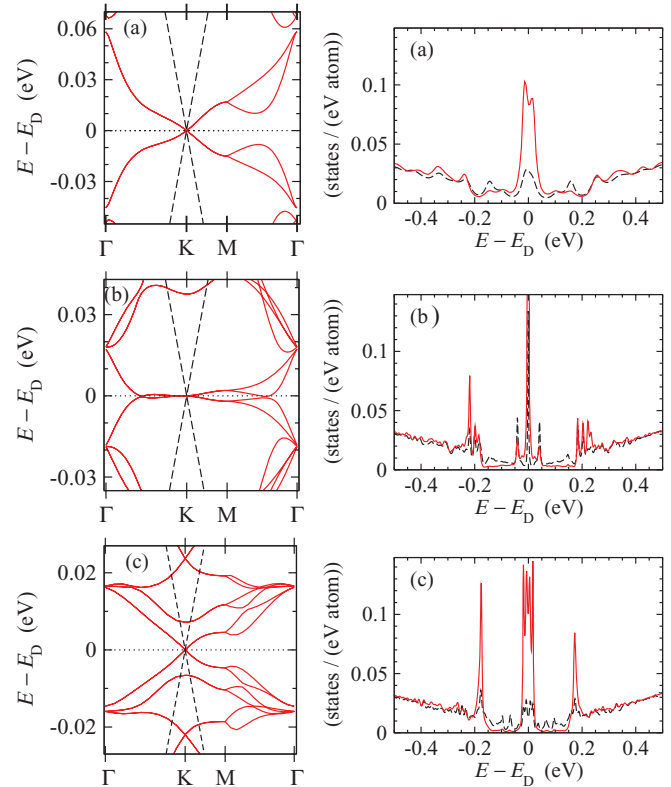 (a)
E − E_D (eV)
0.06
0.03
0
-0.03
Γ K M Γ
(a)
(states / (eV atom))
0.1
0.05
0
-0.4 -0.2 0 0.2 0.4
E − E_D (eV)
(b)
E − E_D (eV)
0.03
0
-0.03
Γ K M Γ
(b)
(states / (eV atom))
0.1
0.05
0
-0.4 -0.2 0 0.2 0.4
E − E_D (eV)
(c)
E − E_D (eV)
0.02
0
-0.02
Γ K M Γ
(c)
(states / (eV atom))
0.1
0.05
0
-0.4 -0.2 0 0.2 0.4
E − E_D (eV)